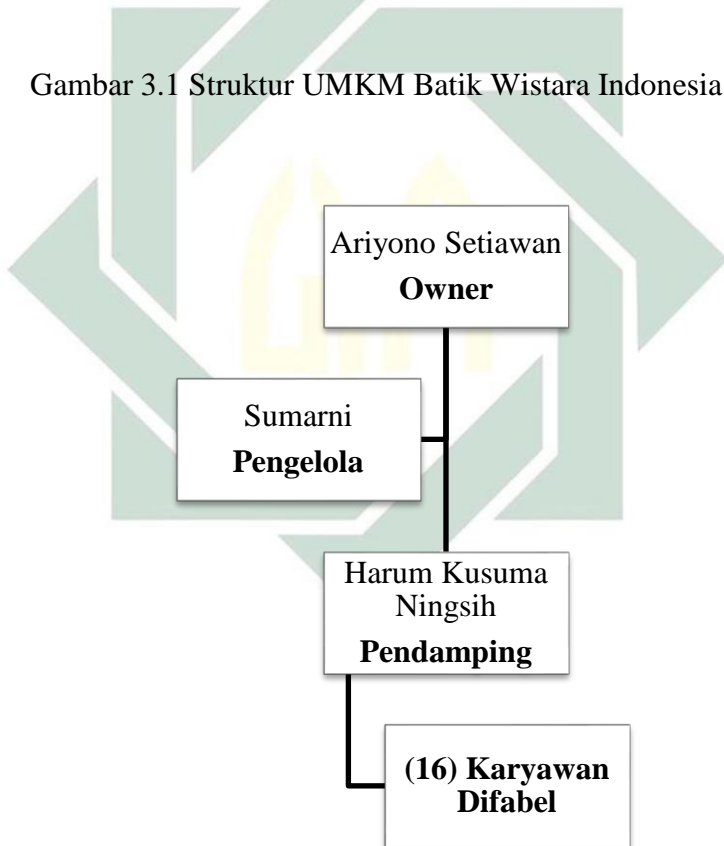 Gambar 3.1 Struktur UMKM Batik Wistara Indonesia
Ariyono Setiawan
Owner
Sumarni
Pengelola
Harum Kusuma
Ningsih
Pendamping
(16) Karyawan
Difabel